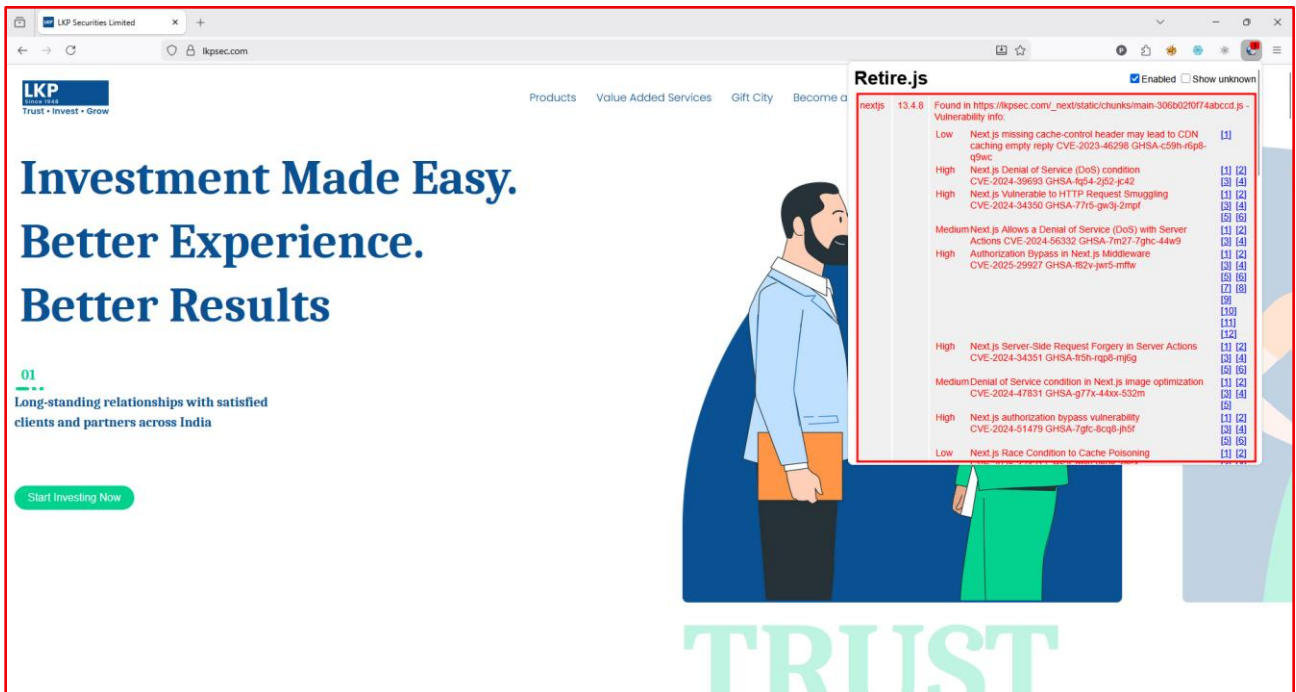 LKP Securities Limited
lkpsec.com
LKP
Since 1948
Trust • Invest • Grow
Products Value Added Services Gift City Become a
Investment Made Easy.
Better Experience.
Better Results
01
Long-standing relationships with satisfied
clients and partners across India
Start Investing Now
TRUST
Retire.js
Enabled Show unknown
nextjs 13.4.8 Found in https://lkpsec.com/_next/static/chunks/main-306b02f0f74abccd.js -
Vulnerability info:
Low Next.js missing cache-control header may lead to CDN [1]
caching empty reply CVE-2023-46298 GHSA-c59h-r6p8-
q9wc
High Next.js Denial of Service (DoS) condition [1] [2]
CVE-2024-39693 GHSA-fq54-2j52-jc42 [3] [4]
High Next.js Vulnerable to HTTP Request Smuggling [1] [2]
CVE-2024-34350 GHSA-77r5-gw3j-2mpf [3] [4]
[5] [6]
Medium Next.js Allows a Denial of Service (DoS) with Server [1] [2]
Actions CVE-2024-56332 GHSA-7m27-7ghc-44w9 [3] [4]
High Authorization Bypass in Next.js Middleware [1] [2]
CVE-2025-29927 GHSA-f82v-jwr5-mffw [3] [4]
[5] [6]
[7] [8]
[9]
[10]
[11]
[12]
High Next.js Server-Side Request Forgery in Server Actions [1] [2]
CVE-2024-34351 GHSA-fr5h-rqp8-mj6g [3] [4]
[5] [6]
Medium Denial of Service condition in Next.js image optimization [1] [2]
CVE-2024-47831 GHSA-g77x-44xx-532m [3] [4]
[5]
High Next.js authorization bypass vulnerability [1] [2]
CVE-2024-51479 GHSA-7gfc-8cq8-jh5f [3] [4]
[5] [6]
Low Next.js Race Condition to Cache Poisoning [1] [2]